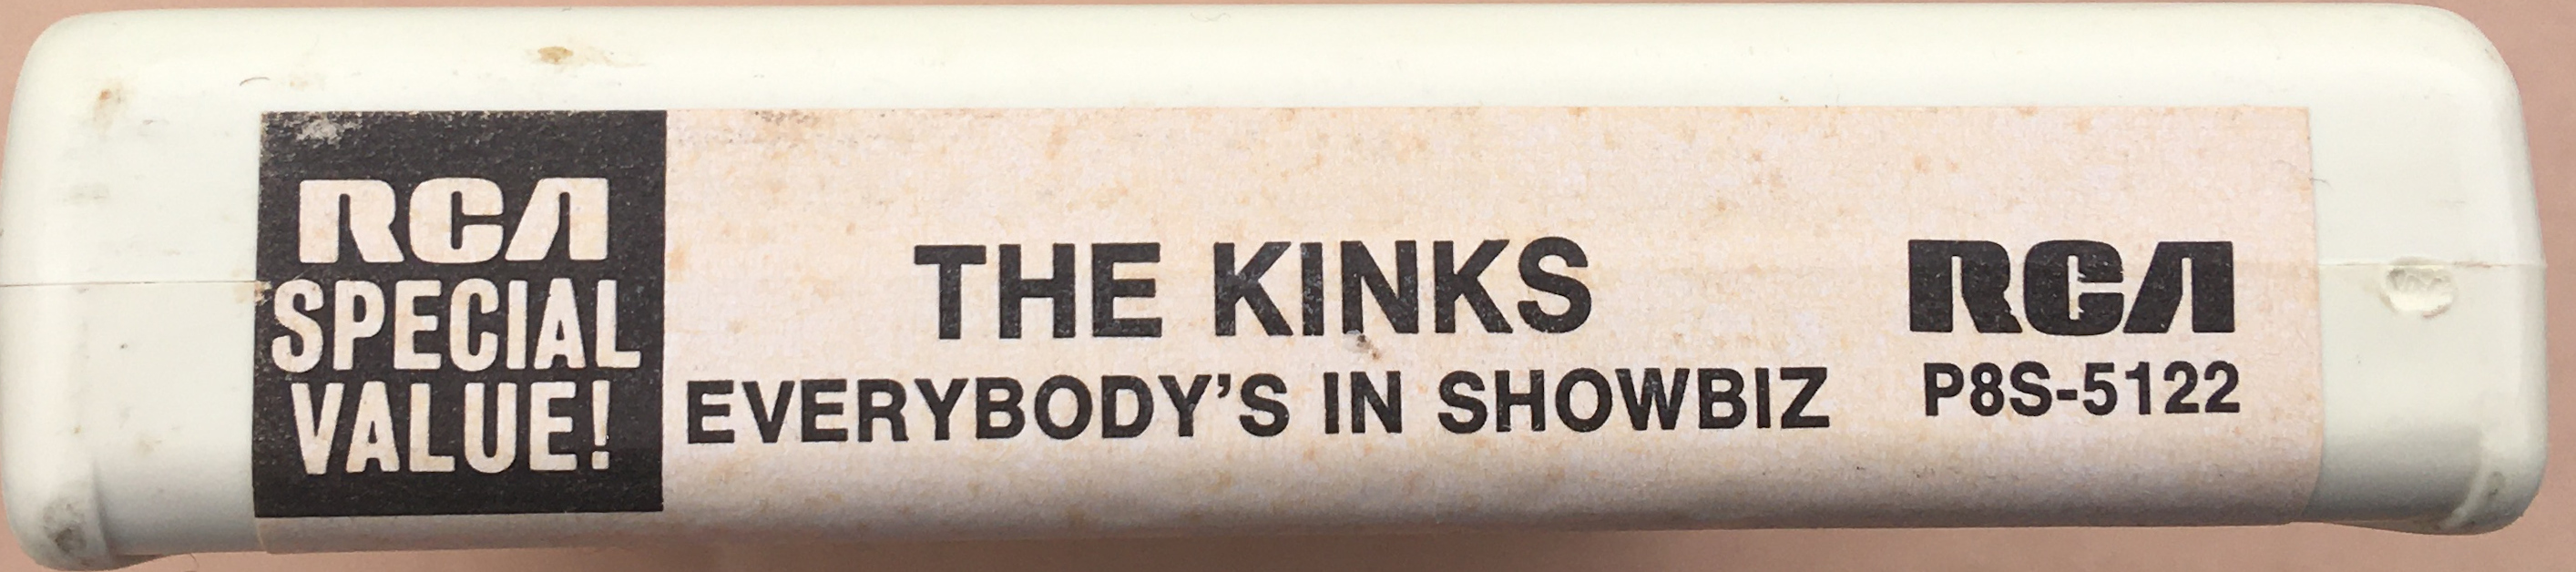 RCA
SPECIAL
VALUE!
THE KINKS
EVERYBODY'S IN SHOWBIZ
RCA
P8S-5122